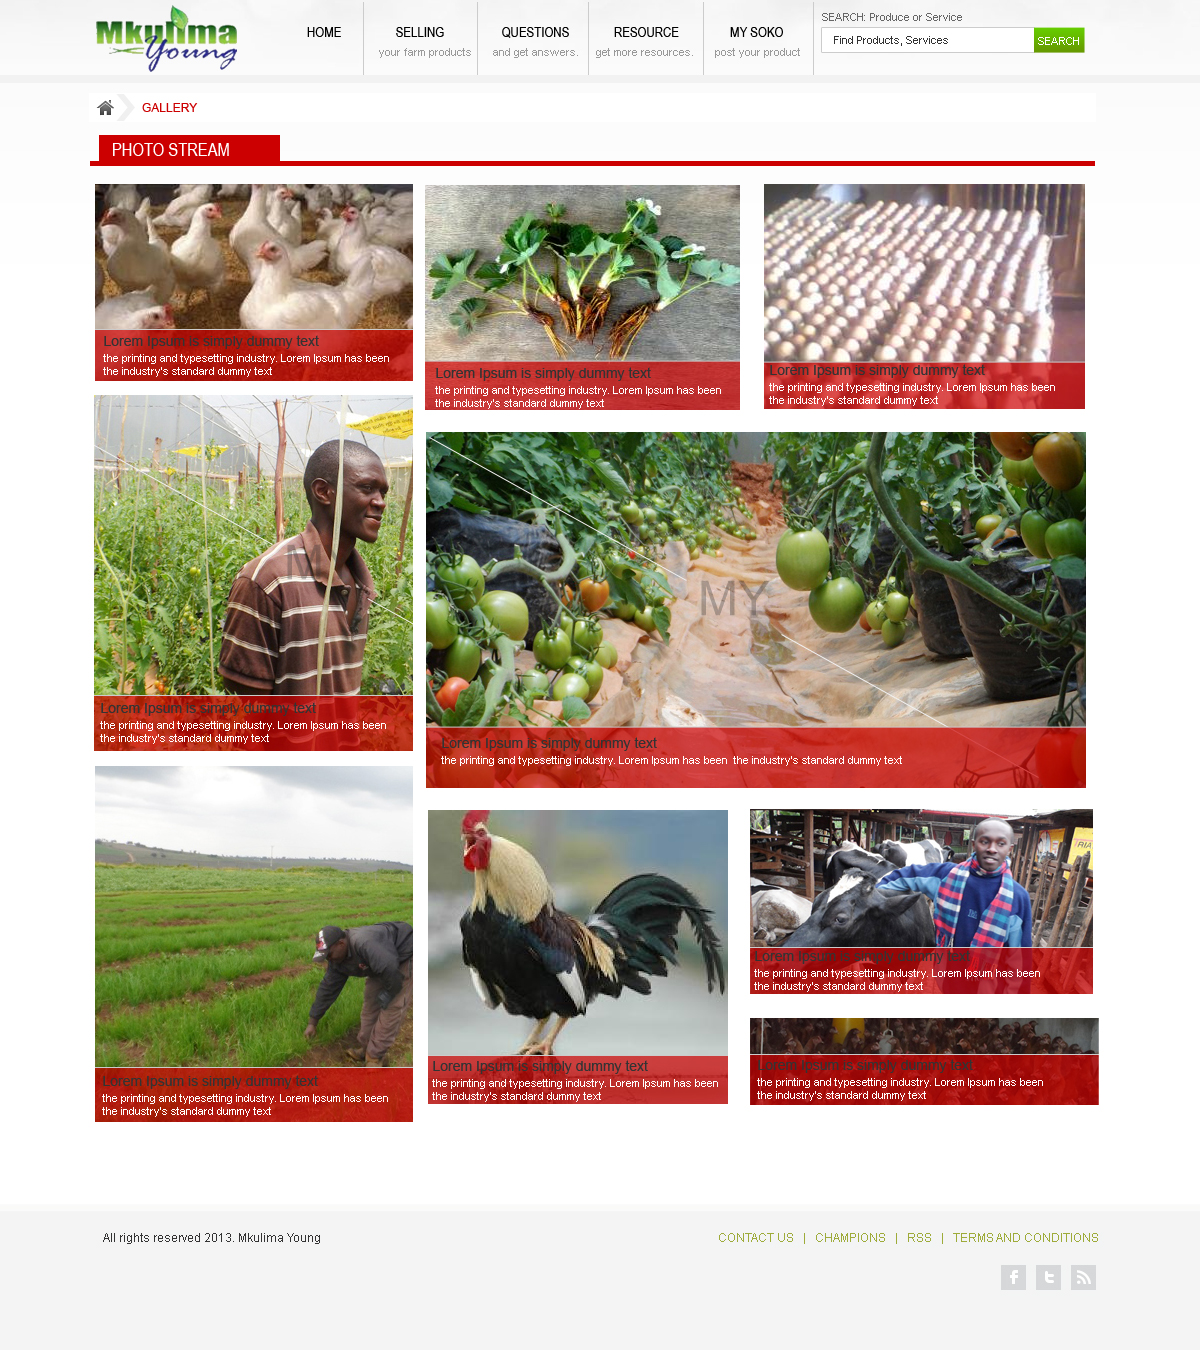 Mkulima
Young
HOME
SELLING
your farm products
QUESTIONS
and get answers.
RESOURCE
get more resources.
MY SOKO
post your product
SEARCH: Produce or Service
Find Products, Services
SEARCH
GALLERY
PHOTO STREAM
Lorem Ipsum is simply dummy text
the printing and typesetting industry. Lorem Ipsum has been
the industry's standard dummy text
Lorem Ipsum is simply dummy text
the printing and typesetting industry. Lorem Ipsum has been
the industry's standard dummy text
Lorem Ipsum is simply dummy text
the printing and typesetting industry. Lorem Ipsum has been
the industry's standard dummy text
Lorem Ipsum is simply dummy text
the printing and typesetting industry. Lorem Ipsum has been
the industry's standard dummy text
MY
Lorem Ipsum is simply dummy text
the printing and typesetting industry. Lorem Ipsum has been the industry's standard dummy text
Lorem Ipsum is simply dummy text
the printing and typesetting industry. Lorem Ipsum has been
the industry's standard dummy text
Lorem Ipsum is simply dummy text
the printing and typesetting industry. Lorem Ipsum has been
the industry's standard dummy text
Lorem Ipsum is simply dummy text
the printing and typesetting industry. Lorem Ipsum has been
the industry's standard dummy text
Lorem Ipsum is simply dummy text
the printing and typesetting industry. Lorem Ipsum has been
the industry's standard dummy text
All rights reserved 2013. Mkulima Young
CONTACT US | CHAMPIONS | RSS | TERMS AND CONDITIONS